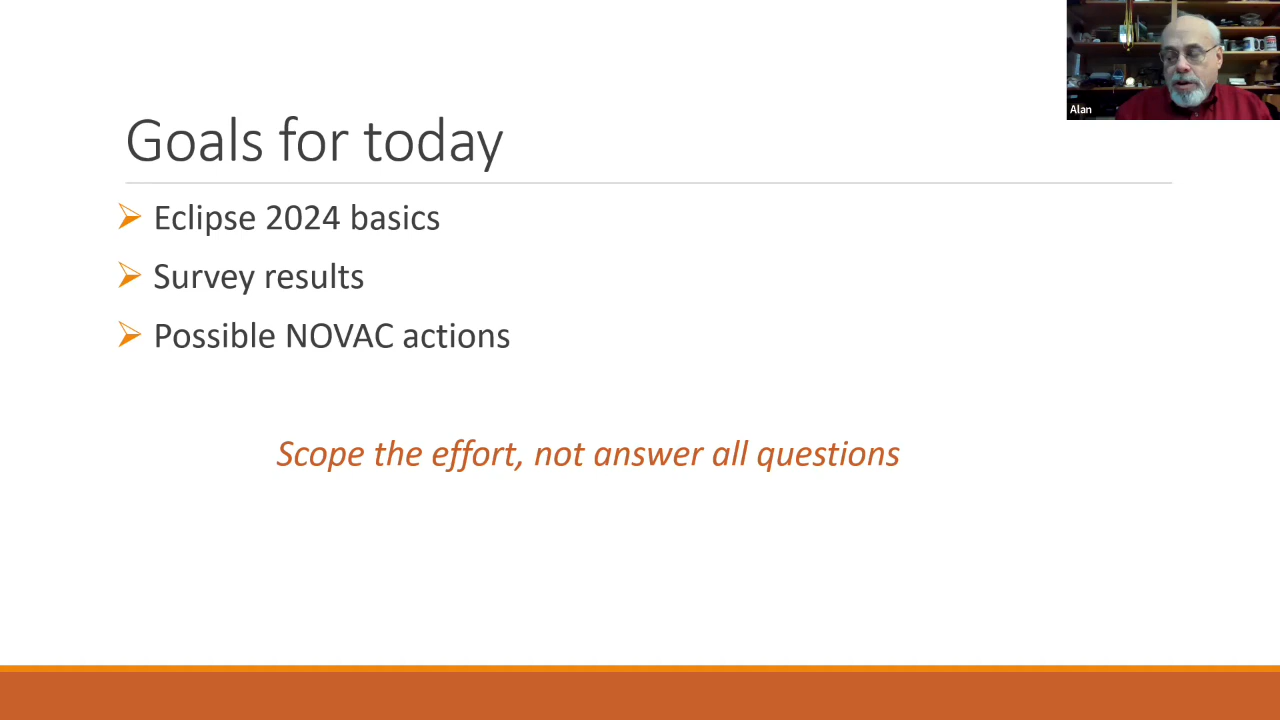 Goals for today
Eclipse 2024 basics
Survey results
Possible NOVAC actions
Scope the effort, not answer all questions
Alan